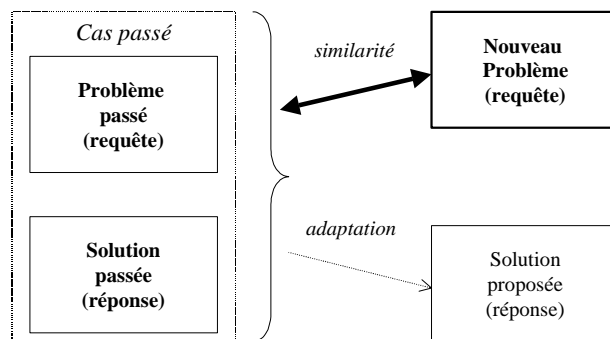 Cas passé
Problème
passé
(requête)
Solution
passée
(réponse)
similarité
adaptation
Nouveau
Problème
(requête)
Solution
proposée
(réponse)